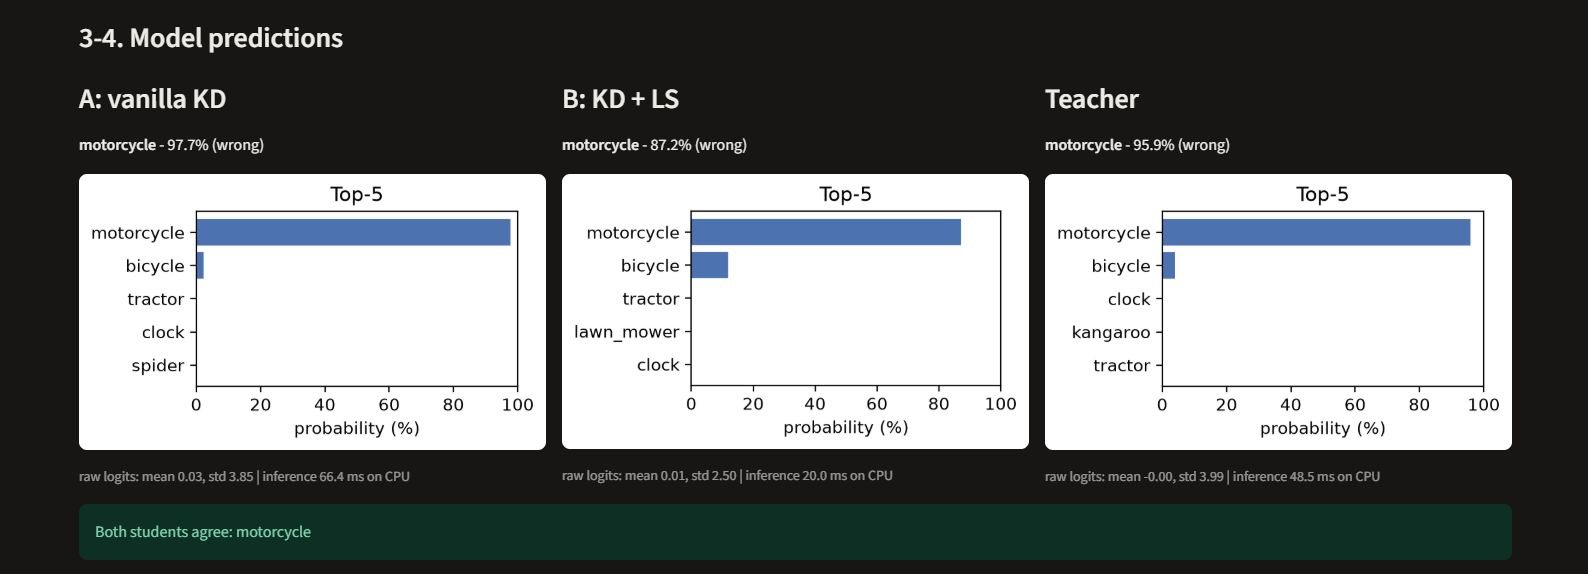 3-4. Model predictions
A: vanilla KD
motorcycle - 97.7% (wrong)
Top-5
motorcycle
bicycle
tractor
clock
spider
0 20 40 60 80 100
probability (%)
raw logits: mean 0.03, std 3.85 | inference 66.4 ms on CPU
B: KD + LS
motorcycle - 87.2% (wrong)
Top-5
motorcycle
bicycle
tractor
lawn_mower
clock
0 20 40 60 80 100
probability (%)
raw logits: mean 0.01, std 2.50 | inference 20.0 ms on CPU
Teacher
motorcycle - 95.9% (wrong)
Top-5
motorcycle
bicycle
clock
kangaroo
tractor
0 20 40 60 80 100
probability (%)
raw logits: mean -0.00, std 3.99 | inference 48.5 ms on CPU
Both students agree: motorcycle